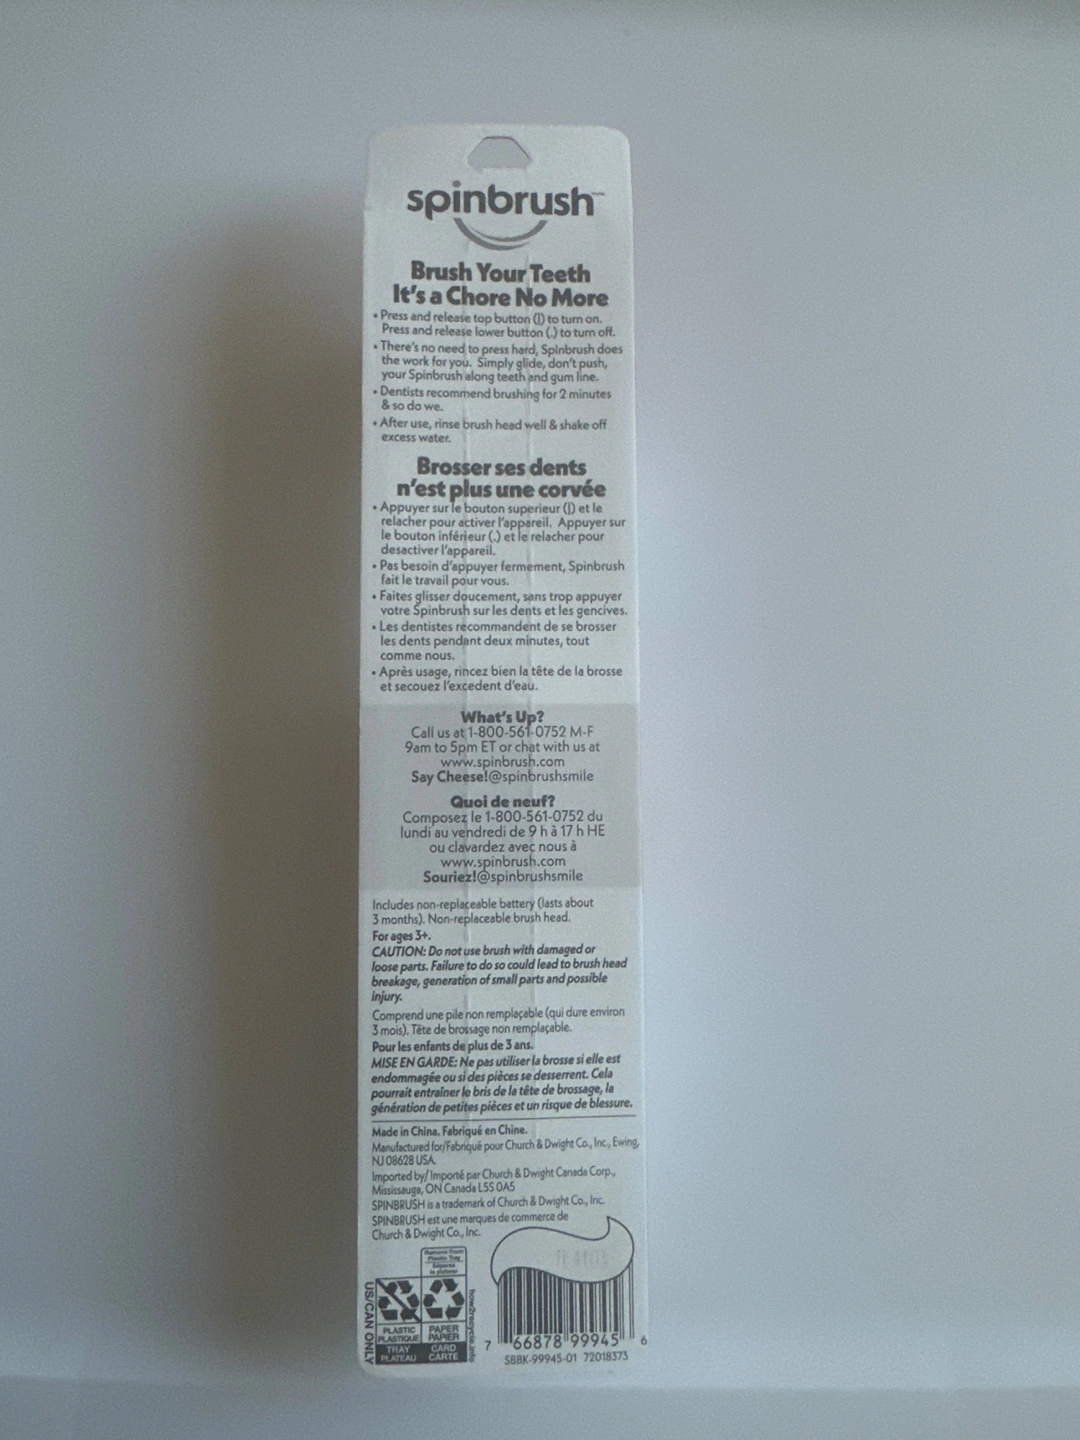 spinbrush™
Brush Your Teeth
It's a Chore No More
• Press and release top button (|) to turn on.
Press and release lower button (.) to turn off.
• There's no need to press hard, Spinbrush does
the work for you. Simply glide, don't push,
your Spinbrush along teeth and gum line.
• Dentists recommend brushing for 2 minutes
& so do we.
• After use, rinse brush head well & shake off
excess water.
Brosser ses dents
n'est plus une corvée
• Appuyer sur le bouton superieur (|) et le
relacher pour activer l'appareil. Appuyer sur
le bouton inférieur (.) et le relacher pour
desactiver l'appareil.
• Pas besoin d'appuyer fermement, Spinbrush
fait le travail pour vous.
• Faites glisser doucement, sans trop appuyer
votre Spinbrush sur les dents et les gencives.
• Les dentistes recommandent de se brosser
les dents pendant deux minutes, tout
comme nous.
• Après usage, rincez bien la tête de la brosse
et secouez l'excedent d'eau.
What's Up?
Call us at 1-800-561-0752 M-F
9am to 5pm ET or chat with us at
www.spinbrush.com
Say Cheese!@spinbrushsmile
Quoi de neuf?
Composez le 1-800-561-0752 du
lundi au vendredi de 9 h à 17 h HE
ou clavardez avec nous à
www.spinbrush.com
Souriez!@spinbrushsmile
Includes non-replaceable battery (lasts about
3 months). Non-replaceable brush head.
For ages 3+.
CAUTION: Do not use brush with damaged or
loose parts. Failure to do so could lead to brush head
breakage, generation of small parts and possible
injury.
Comprend une pile non remplaçable (qui dure environ
3 mois). Tête de brossage non remplaçable.
Pour les enfants de plus de 3 ans.
MISE EN GARDE: Ne pas utiliser la brosse si elle est
endommagée ou si des pièces se desserrent. Cela
pourrait entraîner le bris de la tête de brossage, la
génération de petites pièces et un risque de blessure.
Made in China. Fabriqué en Chine.
Manufactured for/Fabriqué pour Church & Dwight Co., Inc., Ewing,
NJ 08628 USA.
Imported by/ Importé par Church & Dwight Canada Corp.,
Mississauga, ON Canada L5S 0A5
SPINBRUSH is a trademark of Church & Dwight Co., Inc.
SPINBRUSH est une marques de commerce de
Church & Dwight Co., Inc.
Remove From
Plastic Tray
Séparez
le plateau
US/CAN ONLY
PLASTIC
PLASTIQUE
TRAY
PLATEAU
PAPER
PAPIER
CARD
CARTE
how2recycle.info
7 66878 99945 6
SBBK-99945-01 72018373